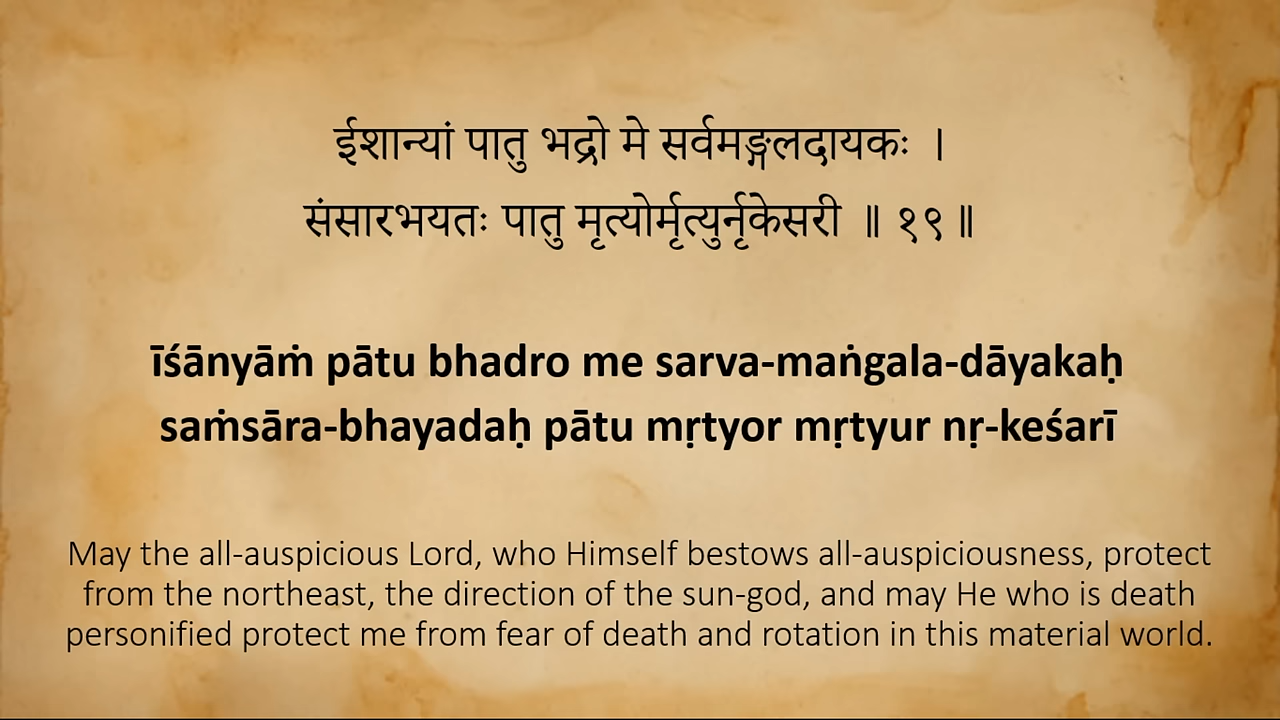 ईशान्यां पातु भद्रो मे सर्वमङ्गलदायकः ।
संसारभयतः पातु मृत्योर्मृत्युर्नृकेसरी ॥ १९॥
īśānyāṁ pātu bhadro me sarva-maṅgala-dāyakaḥ
saṁsāra-bhayadaḥ pātu mṛtyor mṛtyur nṛ-keśarī
May the all-auspicious Lord, who Himself bestows all-auspiciousness, protect
from the northeast, the direction of the sun-god, and may He who is death
personified protect me from fear of death and rotation in this material world.